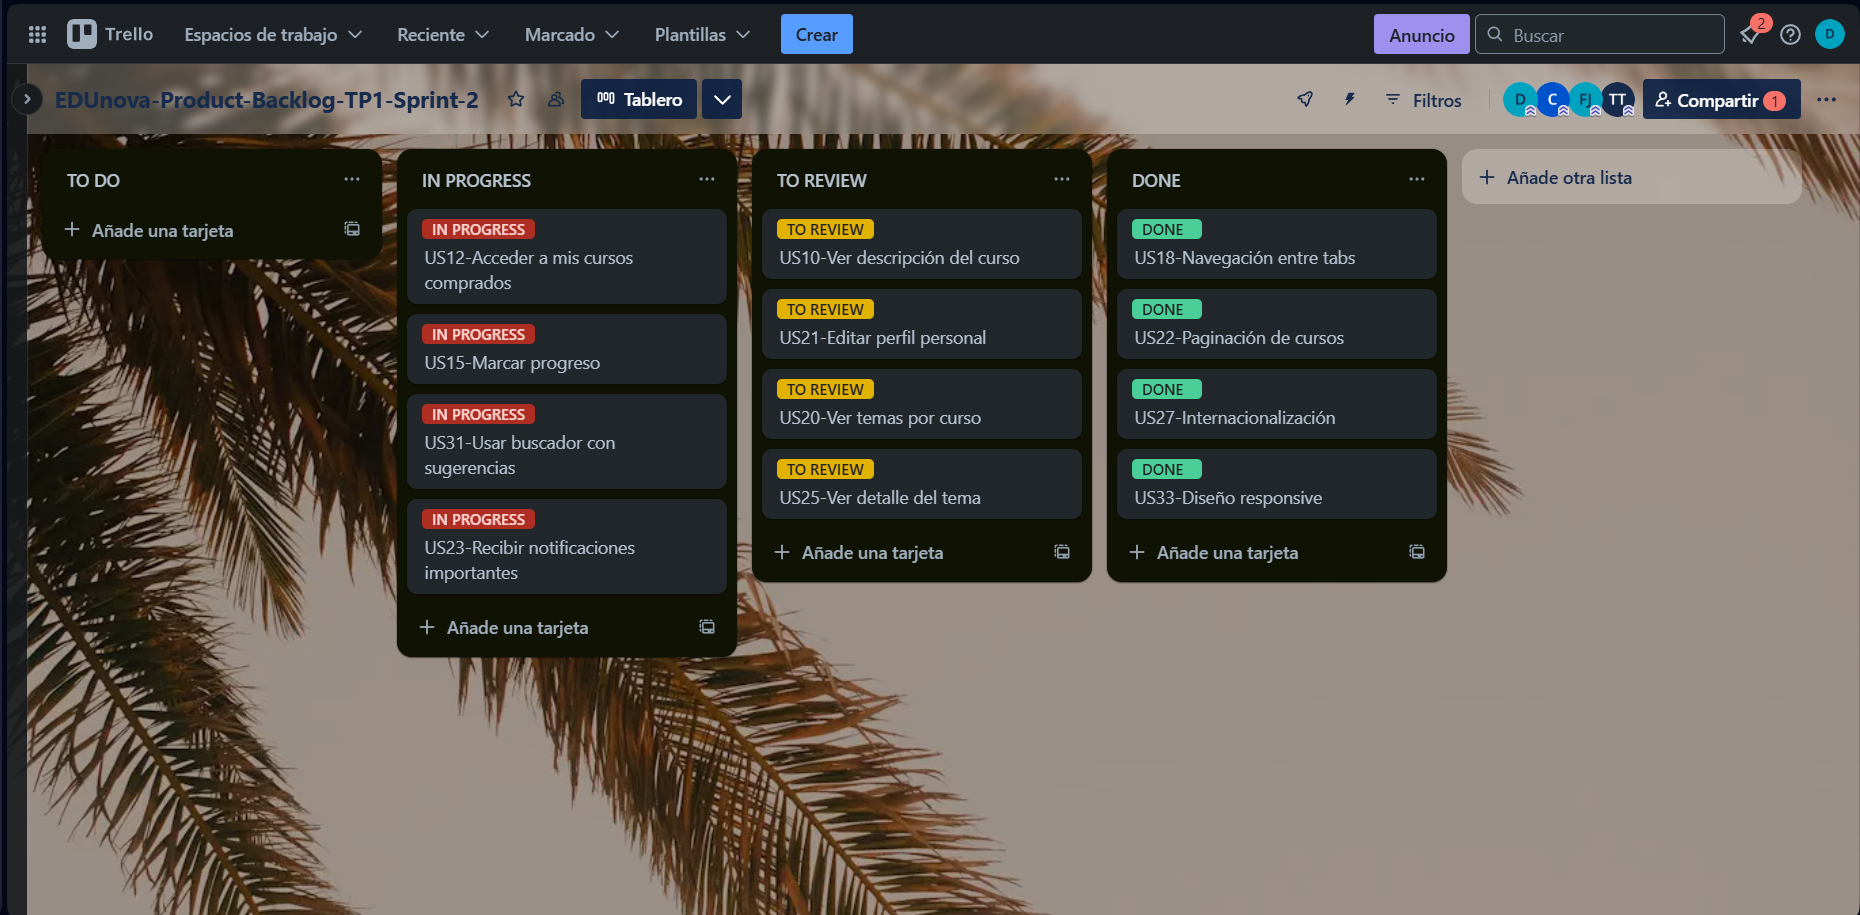 Trello
Espacios de trabajo
Reciente
Marcado
Plantillas
Crear
Anuncio
Buscar
2
D
EDUnova-Product-Backlog-TP1-Sprint-2
Tablero
Filtros
D
C
FJ
TT
Compartir 1
TO DO
Añade una tarjeta
IN PROGRESS
IN PROGRESS
US12-Acceder a mis cursos
comprados
IN PROGRESS
US15-Marcar progreso
IN PROGRESS
US31-Usar buscador con
sugerencias
IN PROGRESS
US23-Recibir notificaciones
importantes
Añade una tarjeta
TO REVIEW
TO REVIEW
US10-Ver descripción del curso
TO REVIEW
US21-Editar perfil personal
TO REVIEW
US20-Ver temas por curso
TO REVIEW
US25-Ver detalle del tema
Añade una tarjeta
DONE
DONE
US18-Navegación entre tabs
DONE
US22-Paginación de cursos
DONE
US27-Internacionalización
DONE
US33-Diseño responsive
Añade una tarjeta
Añade otra lista